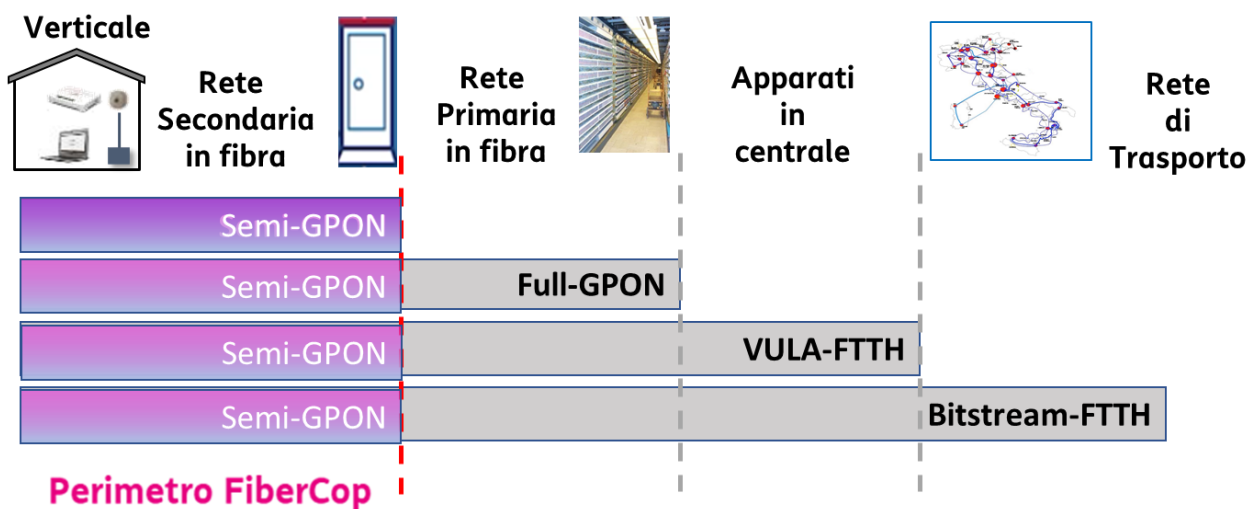 Verticale
Rete
Secondaria
in fibra
Rete
Primaria
in fibra
Apparati
in
centrale
Rete
di
Trasporto
Semi-GPON
Semi-GPON
Full-GPON
Semi-GPON
VULA-FTTH
Semi-GPON
Bitstream-FTTH
Perimetro FiberCop